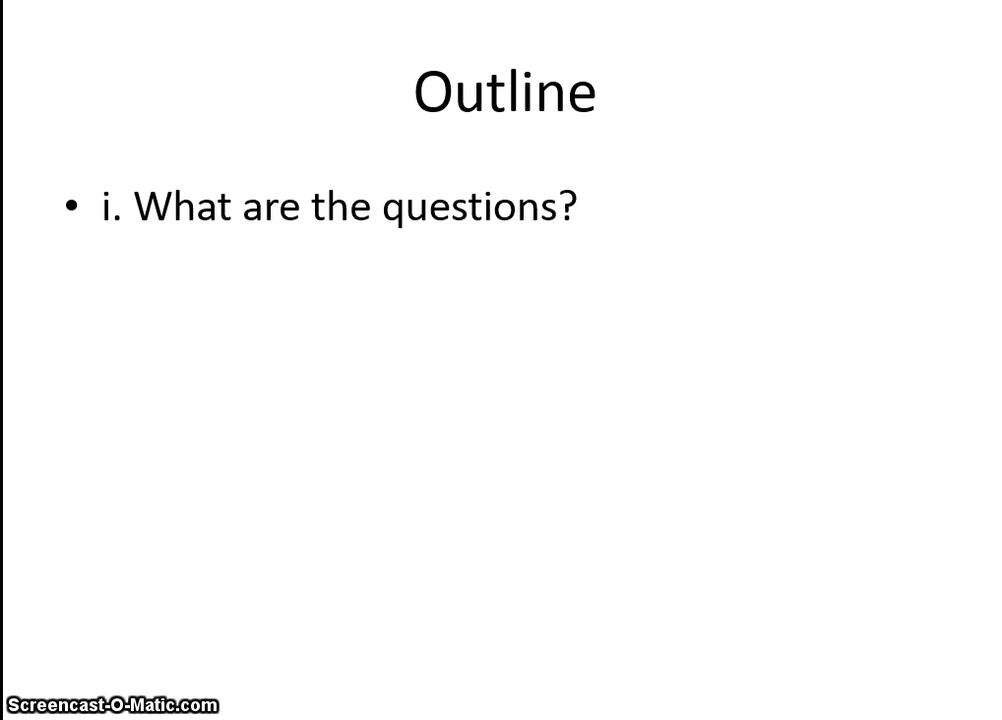 Outline
• i. What are the questions?
Screencast-O-Matic.com